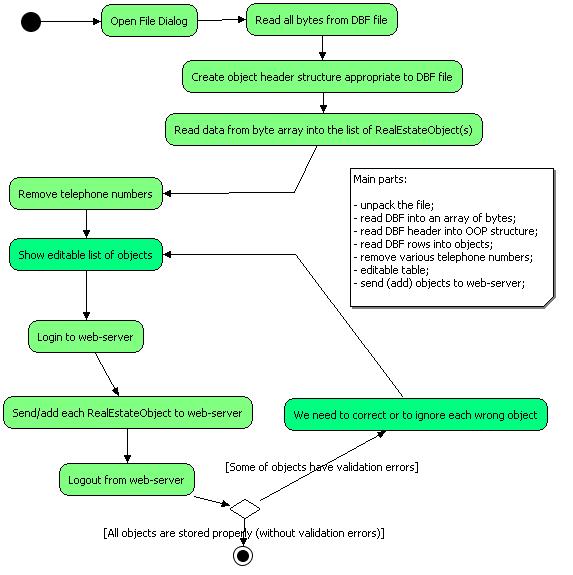 Open File Dialog
Read all bytes from DBF file
Create object header structure appropriate to DBF file
Read data from byte array into the list of RealEstateObject(s)
Remove telephone numbers
Main parts:
- unpack the file;
- read DBF into an array of bytes;
- read DBF header into OOP structure;
- read DBF rows into objects;
- remove various telephone numbers;
- editable table;
- send (add) objects to web-server;
Show editable list of objects
Login to web-server
Send/add each RealEstateObject to web-server
We need to correct or to ignore each wrong object
Logout from web-server
[Some of objects have validation errors]
[All objects are stored properly (without validation errors)]